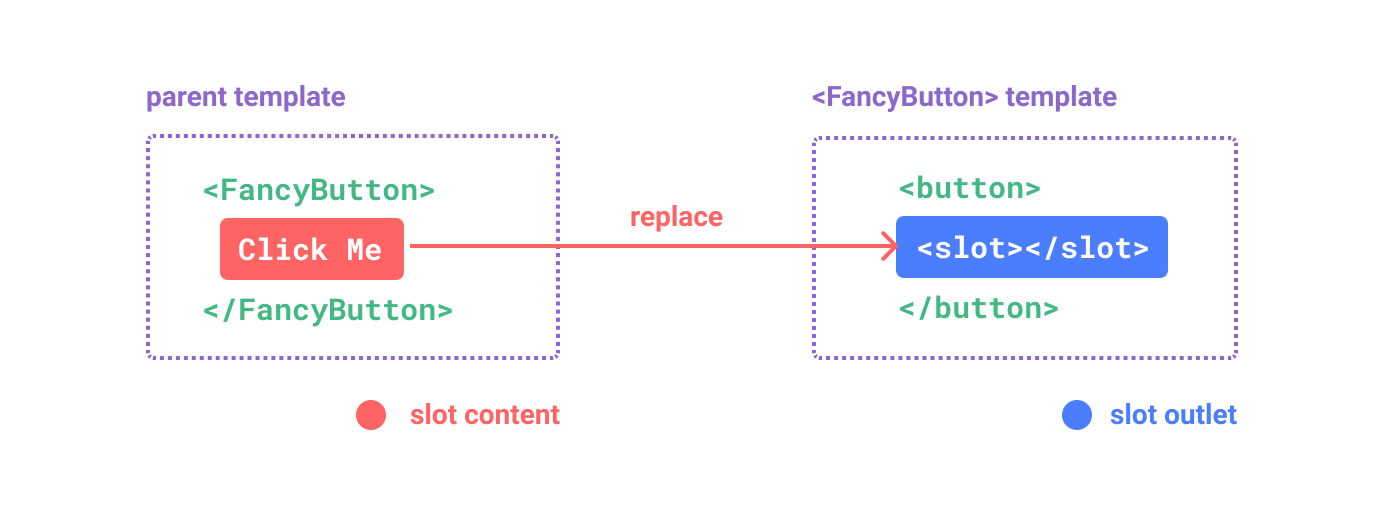 parent template
<FancyButton>
Click Me
</FancyButton>
slot content
replace
<FancyButton> template
<button>
<slot></slot>
</button>
slot outlet